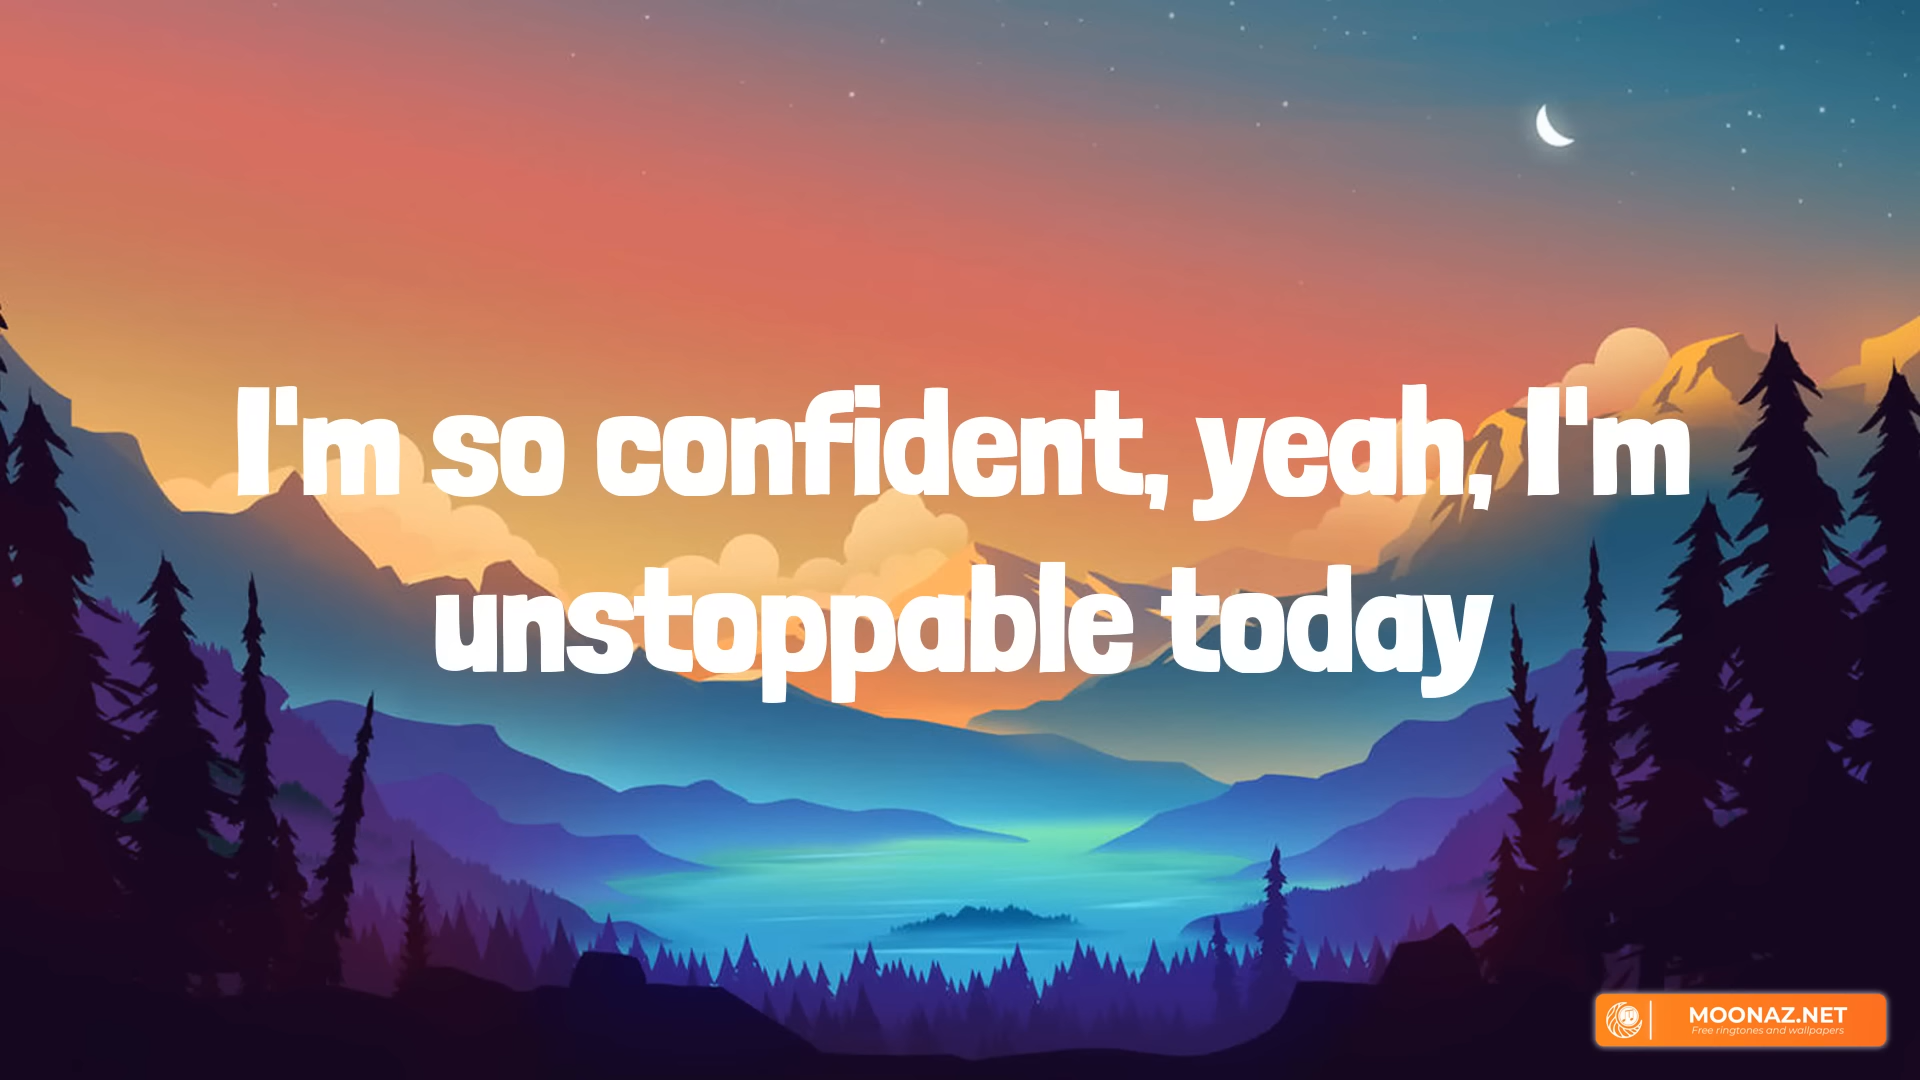 I'm so confident, yeah, I'm
unstoppable today
MOONAZ.NET
Free ringtones and wallpapers